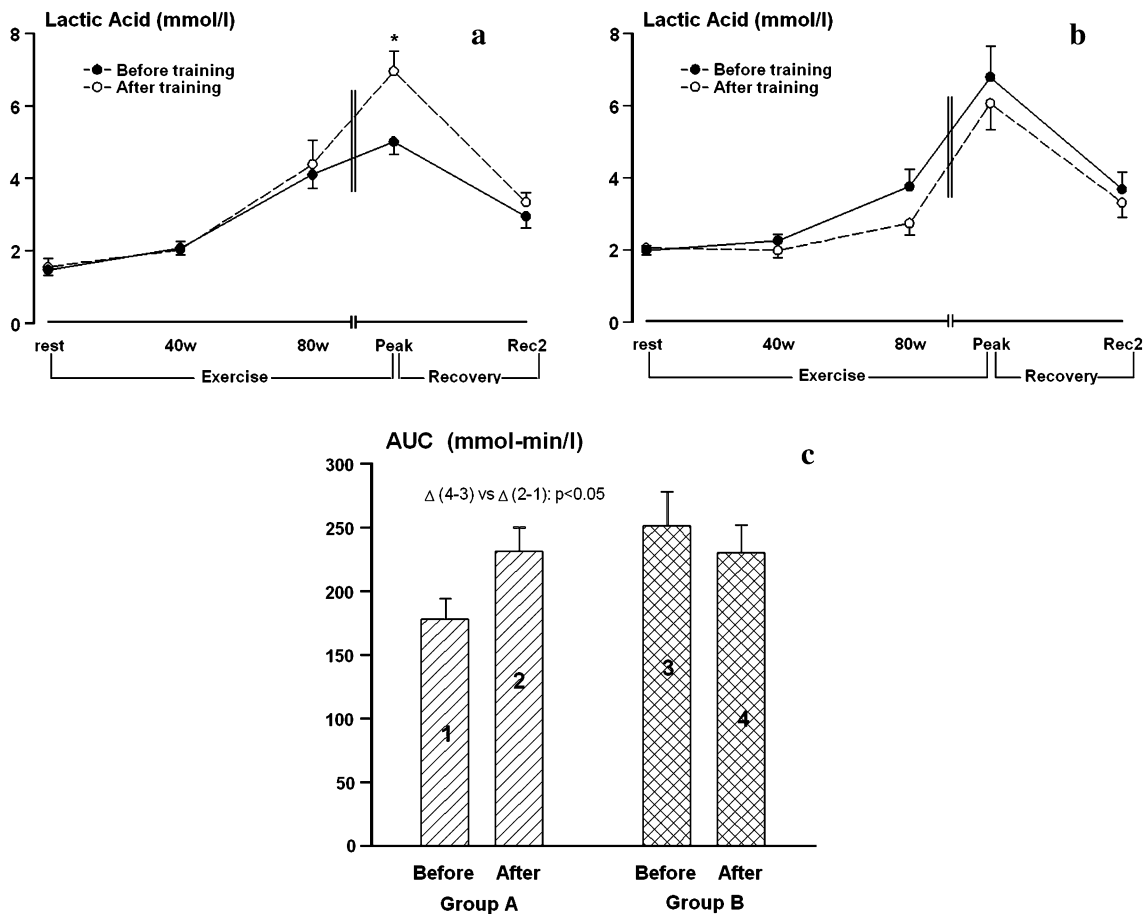 Lactic Acid (mmol/l)
a
8
6
4
2
0
*
Before training
After training
rest 40w 80w Peak Rec2
Exercise Recovery
Lactic Acid (mmol/l)
b
8
6
4
2
0
Before training
After training
rest 40w 80w Peak Rec2
Exercise Recovery
AUC (mmol-min/l)
c
300
250
200
150
100
50
0
Δ (4-3) vs Δ (2-1): p<0.05
1
2
3
4
Before After Before After
Group A Group B